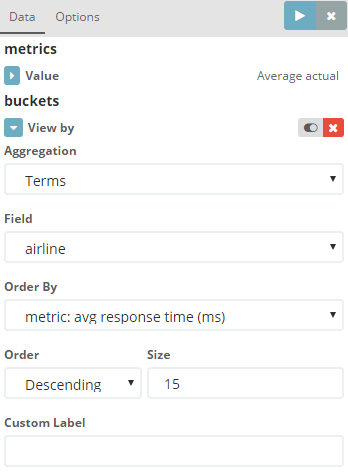 Data Options
metrics
Value Average actual
buckets
View by
Aggregation
Terms
Field
airline
Order By
metric: avg response time (ms)
Order Size
Descending 15
Custom Label